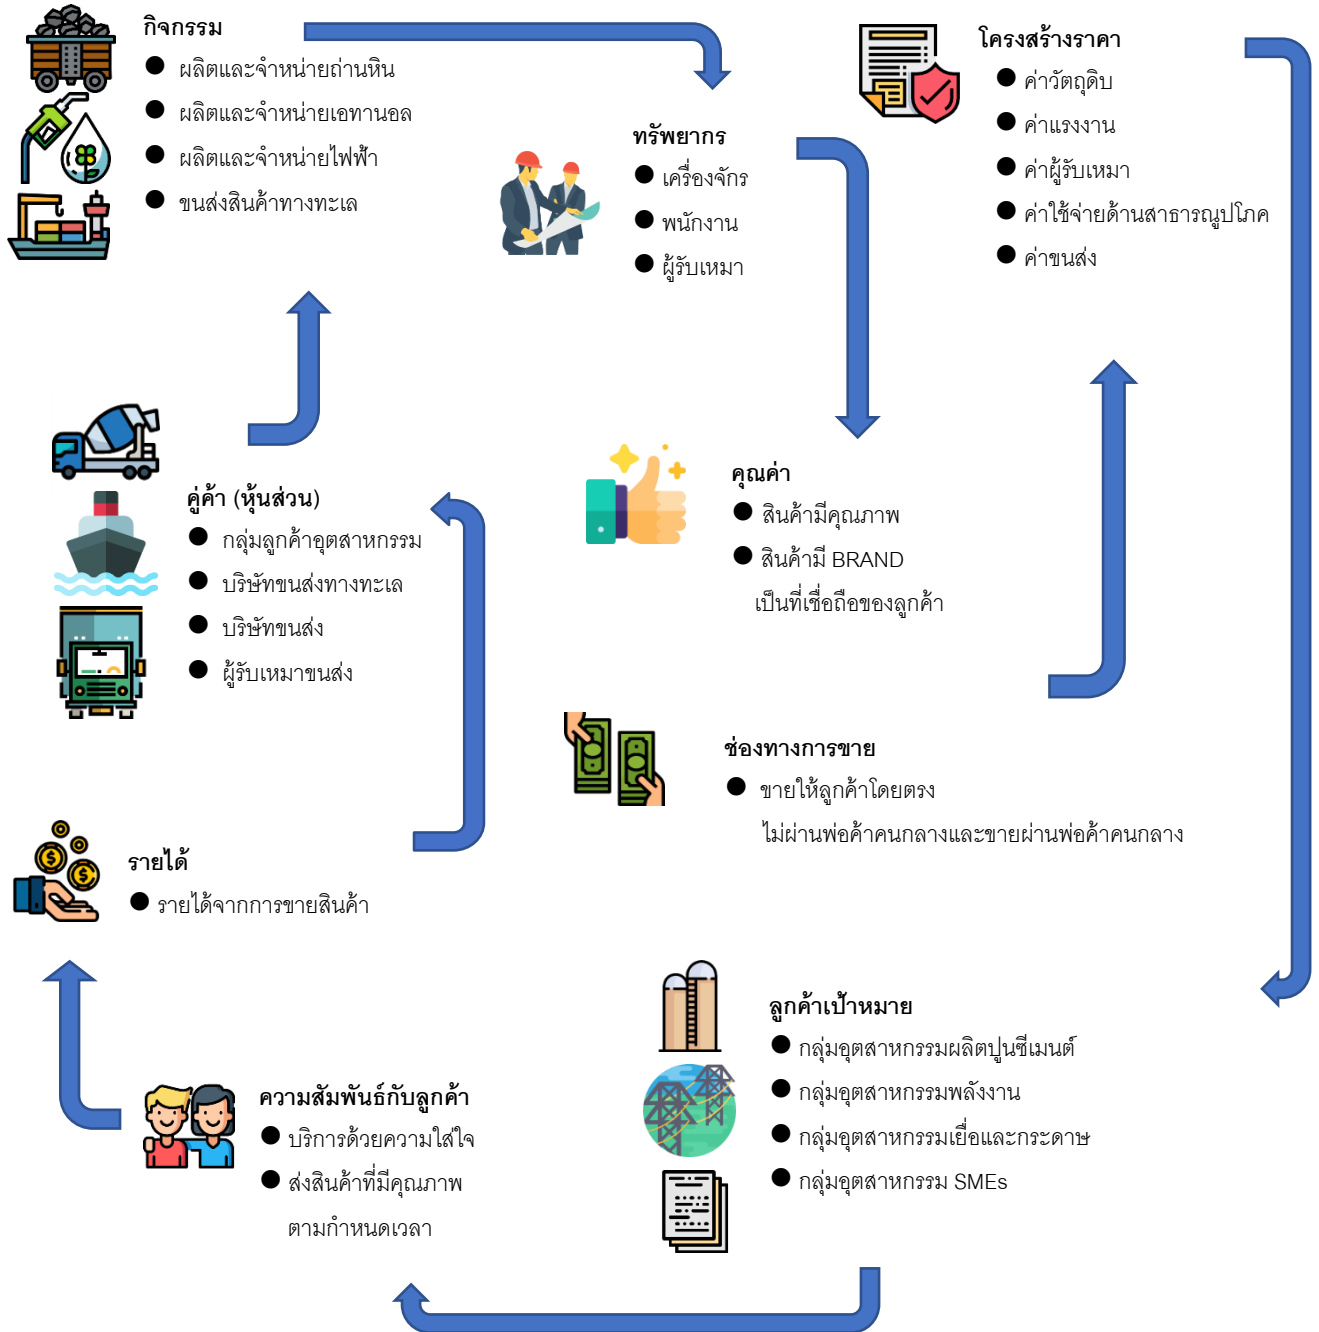 กิจกรรม
● ผลิตและจำหน่ายถ่านหิน
● ผลิตและจำหน่ายเอทานอล
● ผลิตและจำหน่ายไฟฟ้า
● ขนส่งสินค้าทางทะเล
ทรัพยากร
● เครื่องจักร
● พนักงาน
● ผู้รับเหมา
โครงสร้างราคา
● ค่าวัตถุดิบ
● ค่าแรงงาน
● ค่าผู้รับเหมา
● ค่าใช้จ่ายด้านสาธารณูปโภค
● ค่าขนส่ง
คู่ค้า (หุ้นส่วน)
● กลุ่มลูกค้าอุตสาหกรรม
● บริษัทขนส่งทางทะเล
● บริษัทขนส่ง
● ผู้รับเหมาขนส่ง
คุณค่า
● สินค้ามีคุณภาพ
● สินค้ามี BRAND
เป็นที่เชื่อถือของลูกค้า
ช่องทางการขาย
● ขายให้ลูกค้าโดยตรง
ไม่ผ่านพ่อค้าคนกลางและขายผ่านพ่อค้าคนกลาง
รายได้
● รายได้จากการขายสินค้า
ลูกค้าเป้าหมาย
● กลุ่มอุตสาหกรรมผลิตปูนซีเมนต์
● กลุ่มอุตสาหกรรมพลังงาน
● กลุ่มอุตสาหกรรมเยื่อและกระดาษ
● กลุ่มอุตสาหกรรม SMEs
ความสัมพันธ์กับลูกค้า
● บริการด้วยความใส่ใจ
● ส่งสินค้าที่มีคุณภาพ
ตามกำหนดเวลา